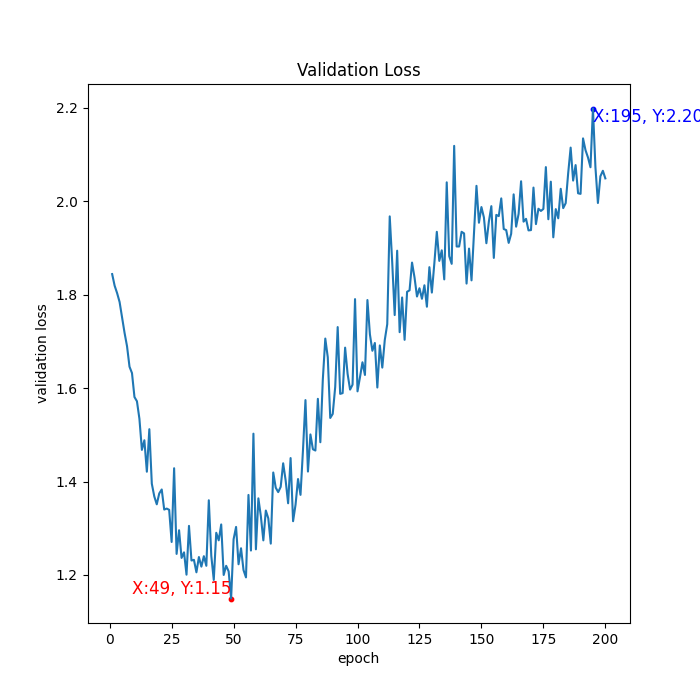 Validation Loss
2.2
X:195, Y:2.20
2.0
1.8
validation loss
1.6
1.4
1.2
X:49, Y:1.15
0 25 50 75 100 125 150 175 200
epoch